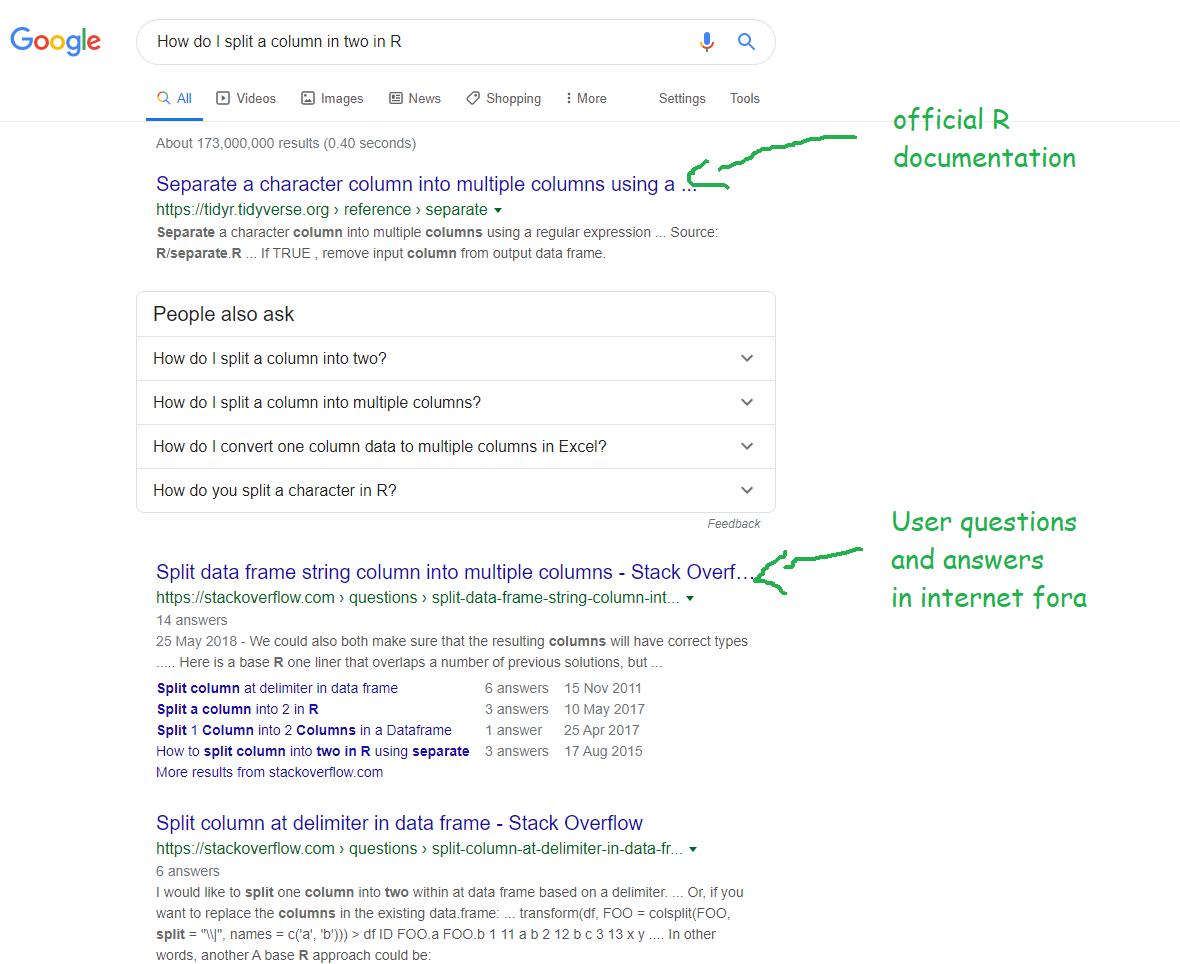 Google
How do I split a column in two in R
All Videos Images News Shopping More Settings Tools
About 173,000,000 results (0.40 seconds)
official R
documentation
Separate a character column into multiple columns using a ...
https://tidyr.tidyverse.org › reference › separate
Separate a character column into multiple columns using a regular expression ... Source:
R/separate.R ... If TRUE , remove input column from output data frame.
People also ask
How do I split a column into two?
How do I split a column into multiple columns?
How do I convert one column data to multiple columns in Excel?
How do you split a character in R?
Feedback
User questions
and answers
in internet fora
Split data frame string column into multiple columns - Stack Overf...
https://stackoverflow.com › questions › split-data-frame-string-column-int...
14 answers
25 May 2018 - We could also both make sure that the resulting columns will have correct types
..... Here is a base R one liner that overlaps a number of previous solutions, but ...
Split column at delimiter in data frame 6 answers 15 Nov 2011
Split a column into 2 in R 3 answers 10 May 2017
Split 1 Column into 2 Columns in a Dataframe 1 answer 25 Apr 2017
How to split column into two in R using separate 3 answers 17 Aug 2015
More results from stackoverflow.com
Split column at delimiter in data frame - Stack Overflow
https://stackoverflow.com › questions › split-column-at-delimiter-in-data-fr...
6 answers
I would like to split one column into two within at data frame based on a delimiter. ... Or, if you
want to replace the columns in the existing data.frame: ... transform(df, FOO = colsplit(FOO,
split = "\\|", names = c('a', 'b'))) > df ID FOO.a FOO.b 1 11 a b 2 12 b c 3 13 x y .... In other
words, another A base R approach could be: